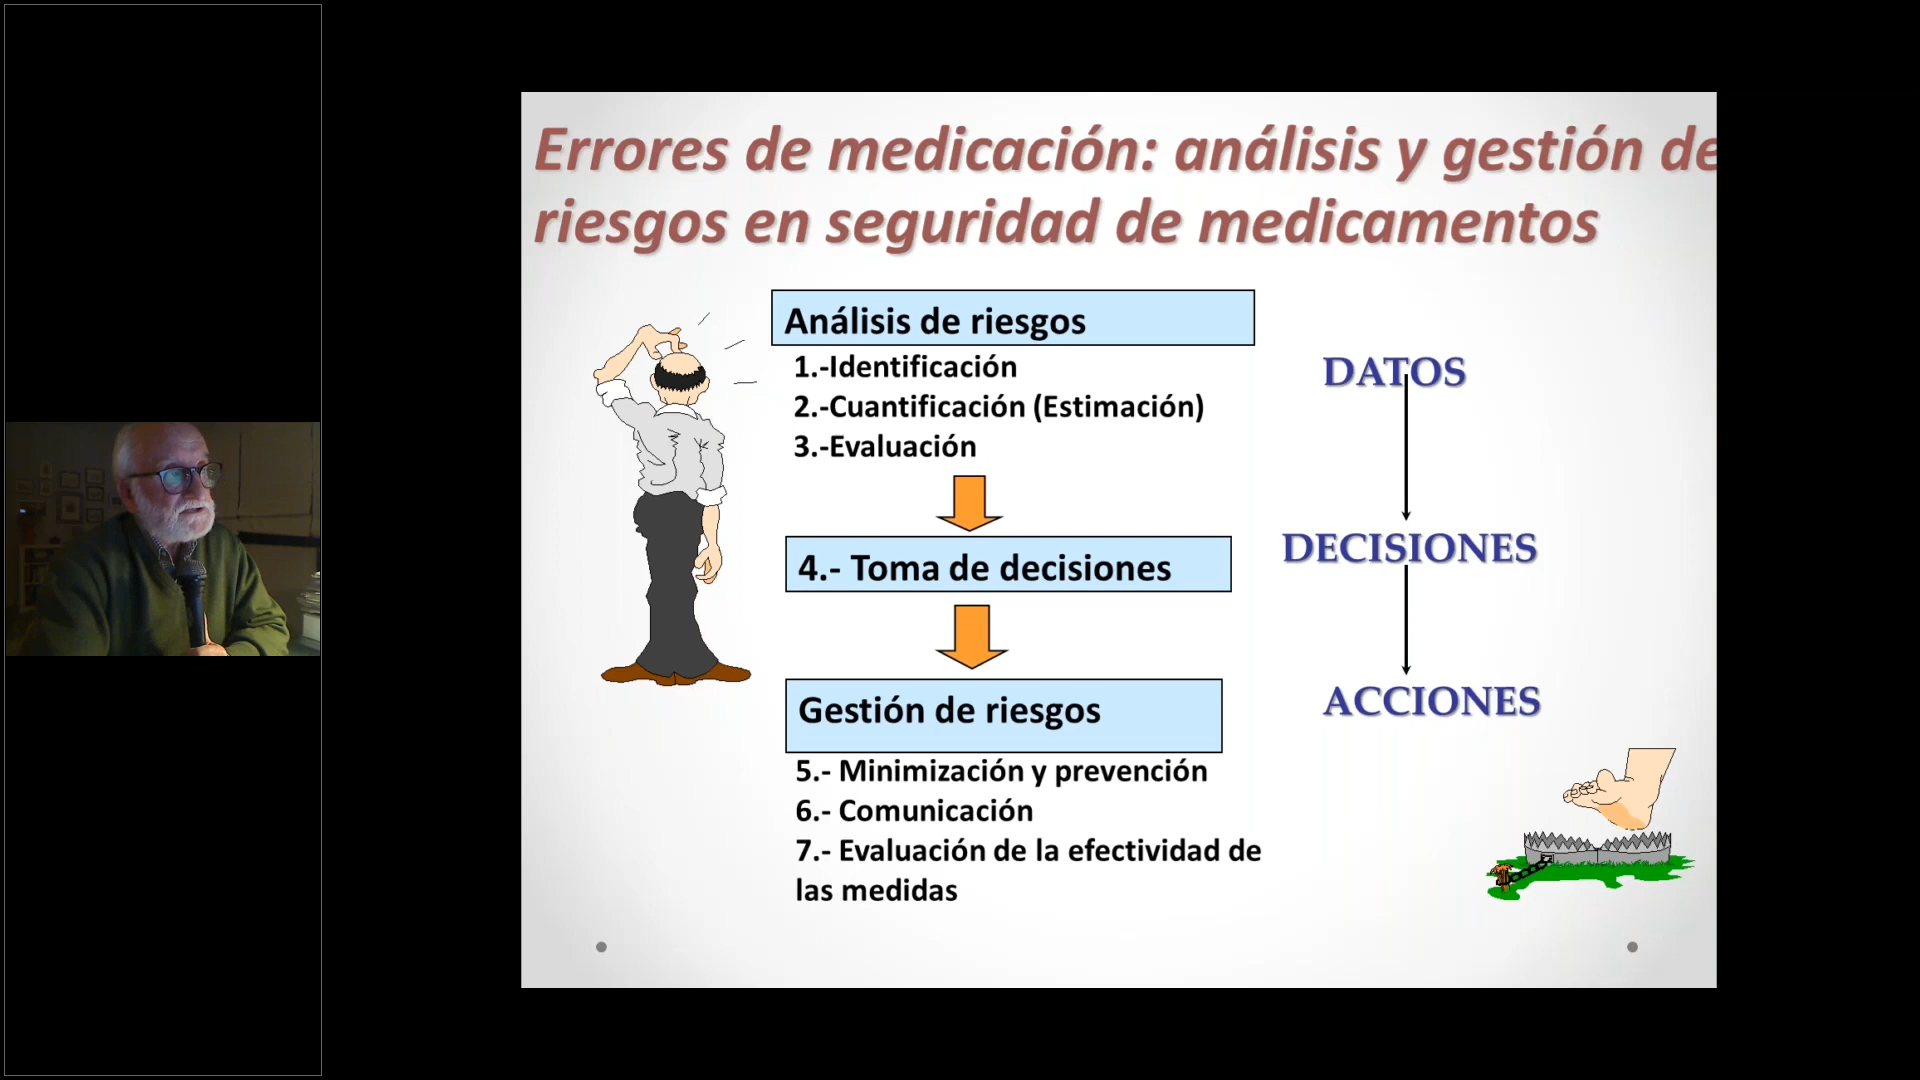 Errores de medicación: análisis y gestión de
riesgos en seguridad de medicamentos
Análisis de riesgos
1.-Identificación
2.-Cuantificación (Estimación)
3.-Evaluación
4.- Toma de decisiones
Gestión de riesgos
5.- Minimización y prevención
6.- Comunicación
7.- Evaluación de la efectividad de
las medidas
DATOS
DECISIONES
ACCIONES